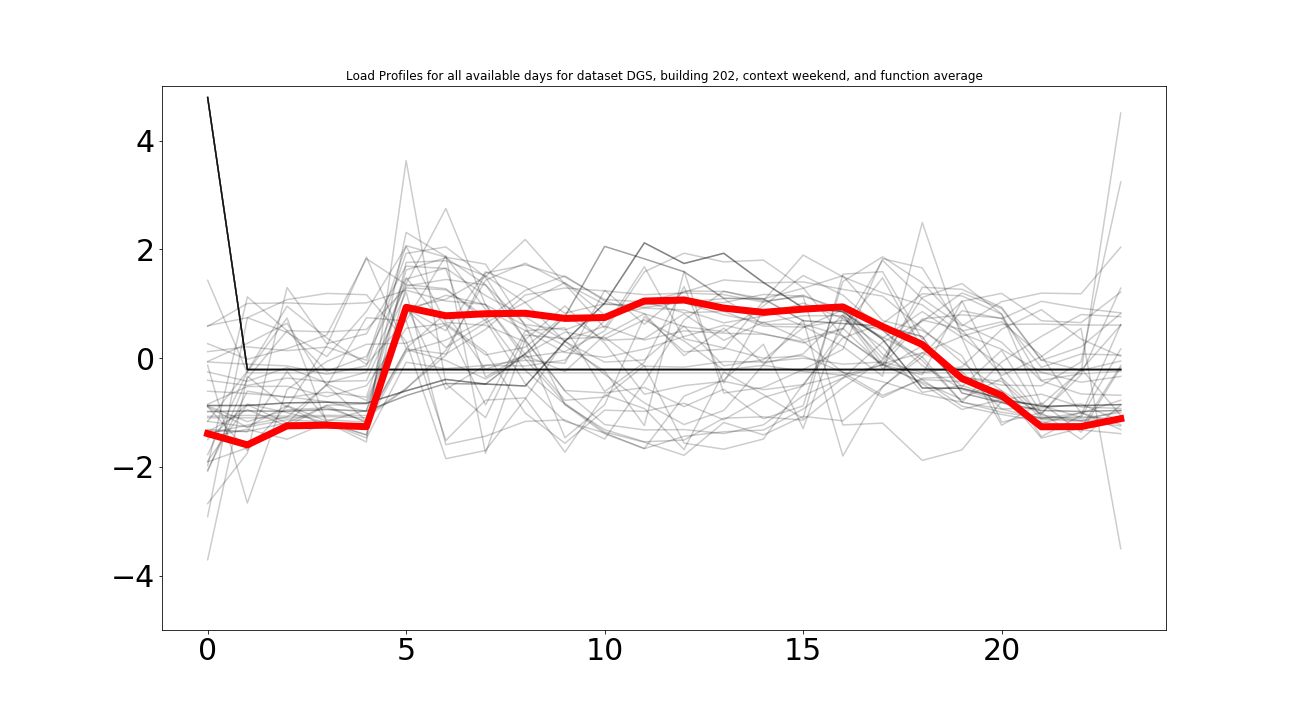 Load Profiles for all available days for dataset DGS, building 202, context weekend, and function average
4
2
0
−2
−4
0 5 10 15 20